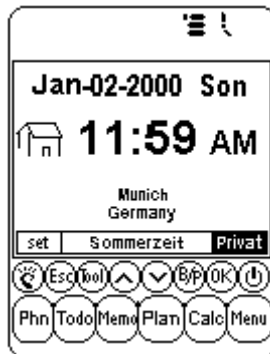 Jan-02-2000 Son
11:59 AM
Munich
Germany
set Sommerzeit Privat
Esc Tool B/P OK
Phn Todo Memo Plan Calc Menu